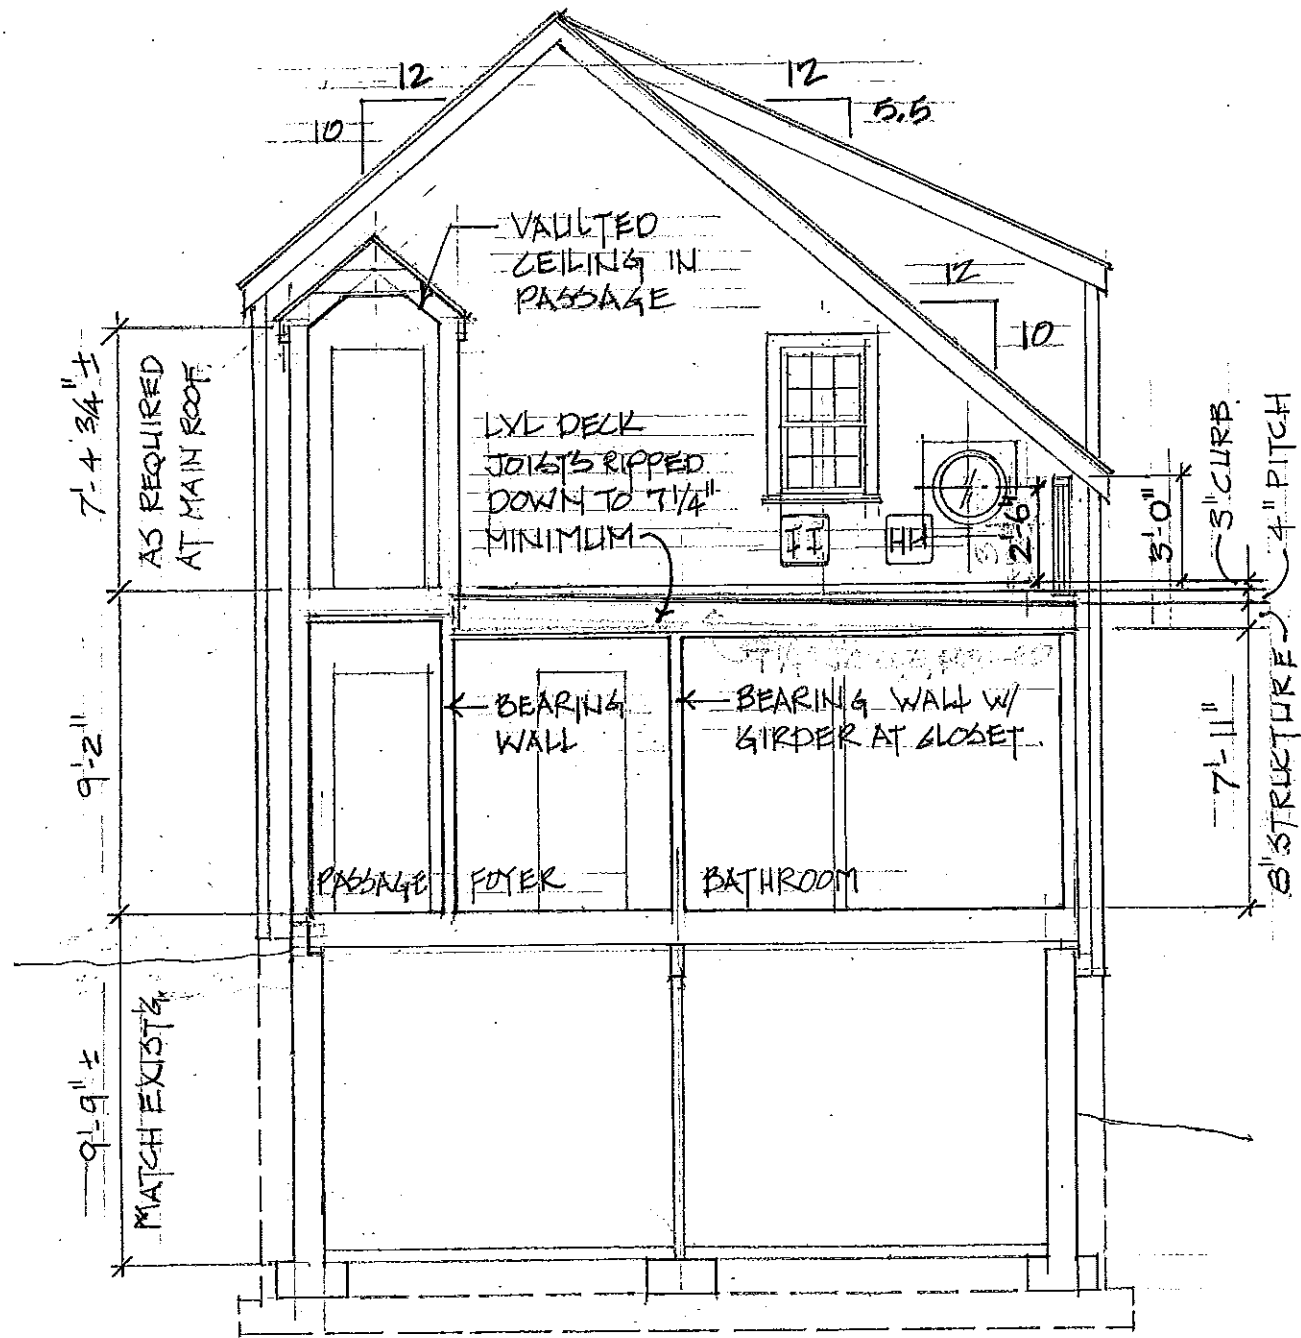 12
10
12
5.5
VAULTED
CEILING IN
PASSAGE
12
10
7'-4 3/4" ±
AS REQUIRED
AT MAIN ROOF
LVL DECK
JOISTS RIPPED
DOWN TO 7 1/4"
MINIMUM
II
HH
2'-6"
3'-0"
3" CURB
4" PITCH
8" STRUCTURE
9'-2"
BEARING
WALL
BEARING WALL W/
GIRDER AT CLOSET
7'-11"
PASSAGE
FOYER
BATHROOM
9'-9" ±
MATCH EXIST'G.